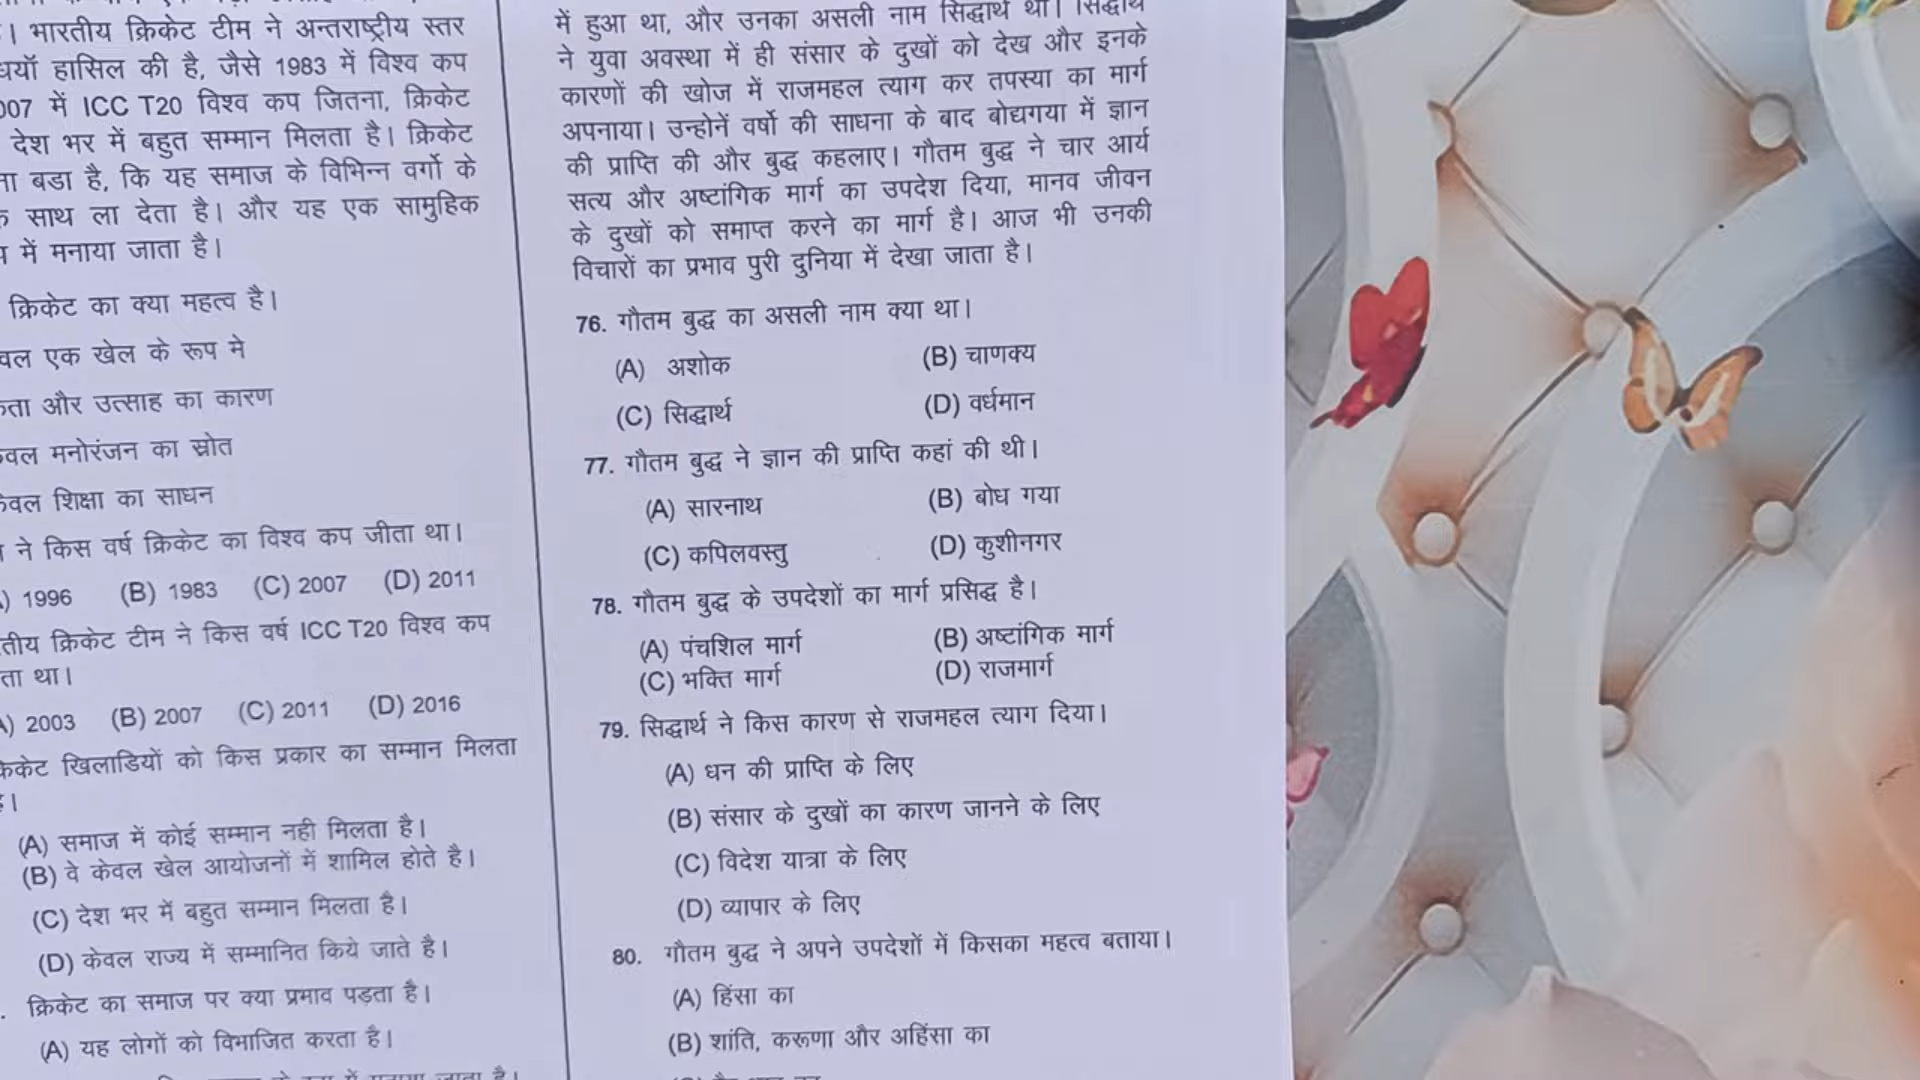 । भारतीय क्रिकेट टीम ने अन्तराष्ट्रीय स्तर
हासिल की है, जैसे 1983 में विश्व कप
में ICC T20 विश्व कप जितना, क्रिकेट
देश भर में बहुत सम्मान मिलता है। क्रिकेट
बडा है, कि यह समाज के विभिन्न वर्गो के
साथ ला देता है। और यह एक सामुहिक
में मनाया जाता है।
क्रिकेट का क्या महत्व है।
एक खेल के रूप मे
और उत्साह का कारण
मनोरंजन का स्रोत
शिक्षा का साधन
ने किस वर्ष क्रिकेट का विश्व कप जीता था।
) 1996 (B) 1983 (C) 2007 (D) 2011
क्रिकेट टीम ने किस वर्ष ICC T20 विश्व कप
था।
) 2003 (B) 2007 (C) 2011 (D) 2016
खिलाडियों को किस प्रकार का सम्मान मिलता
(A) समाज में कोई सम्मान नही मिलता है।
(B) वे केवल खेल आयोजनों में शामिल होते है।
(C) देश भर में बहुत सम्मान मिलता है।
(D) केवल राज्य में सम्मानित किये जाते है।
. क्रिकेट का समाज पर क्या प्रभाव पड़ता है।
(A) यह लोगों को विभाजित करता है।
में हुआ था, और उनका असली नाम सिद्धार्थ था। सिद्धार्थ
ने युवा अवस्था में ही संसार के दुखों को देख और इनके
कारणों की खोज में राजमहल त्याग कर तपस्या का मार्ग
अपनाया। उन्होनें वर्षो की साधना के बाद बोद्यगया में ज्ञान
की प्राप्ति की और बुद्ध कहलाए। गौतम बुद्ध ने चार आर्य
सत्य और अष्टांगिक मार्ग का उपदेश दिया, मानव जीवन
के दुखों को समाप्त करने का मार्ग है। आज भी उनकी
विचारों का प्रभाव पुरी दुनिया में देखा जाता है।
76. गौतम बुद्ध का असली नाम क्या था।
(A) अशोक (B) चाणक्य
(C) सिद्धार्थ (D) वर्धमान
77. गौतम बुद्ध ने ज्ञान की प्राप्ति कहां की थी।
(A) सारनाथ (B) बोध गया
(C) कपिलवस्तु (D) कुशीनगर
78. गौतम बुद्ध के उपदेशों का मार्ग प्रसिद्ध है।
(A) पंचशिल मार्ग (B) अष्टांगिक मार्ग
(C) भक्ति मार्ग (D) राजमार्ग
79. सिद्धार्थ ने किस कारण से राजमहल त्याग दिया।
(A) धन की प्राप्ति के लिए
(B) संसार के दुखों का कारण जानने के लिए
(C) विदेश यात्रा के लिए
(D) व्यापार के लिए
80. गौतम बुद्ध ने अपने उपदेशों में किसका महत्व बताया।
(A) हिंसा का
(B) शांति, करूणा और अहिंसा का